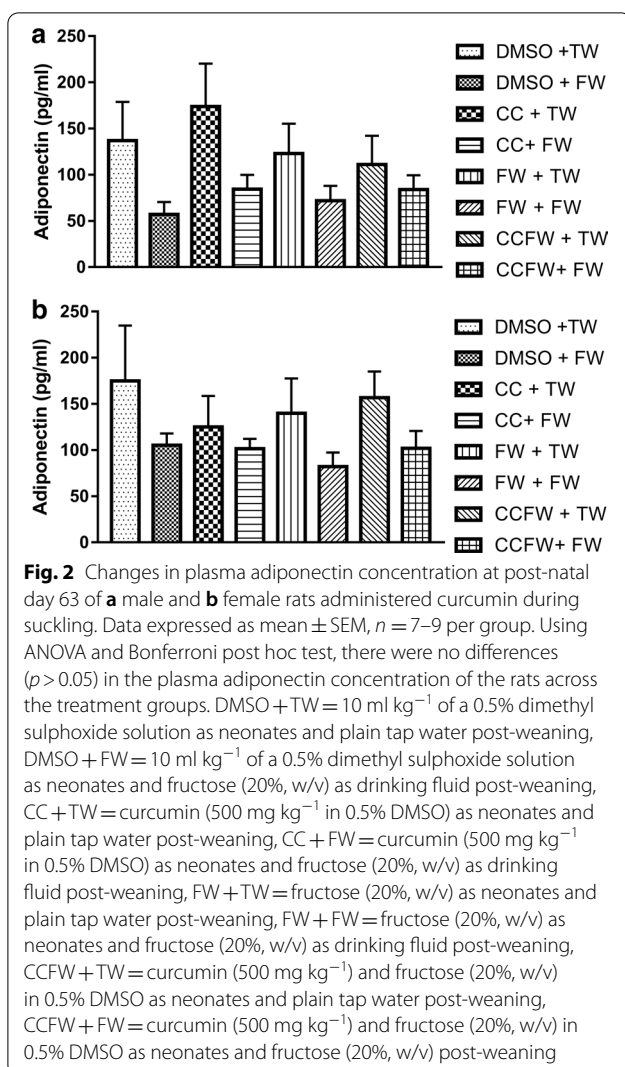 a
250
200
150
100
50
0
Adiponectin (pg/ml)
DMSO +TW
DMSO + FW
CC + TW
CC+ FW
FW + TW
FW + FW
CCFW + TW
CCFW+ FW
b
250
200
150
100
50
0
Adiponectin (pg/ml)
DMSO +TW
DMSO + FW
CC + TW
CC+ FW
FW + TW
FW + FW
CCFW + TW
CCFW+ FW
Fig. 2 Changes in plasma adiponectin concentration at post-natal
day 63 of a male and b female rats administered curcumin during
suckling. Data expressed as mean ± SEM, n = 7–9 per group. Using
ANOVA and Bonferroni post hoc test, there were no differences
(p > 0.05) in the plasma adiponectin concentration of the rats across
the treatment groups. DMSO + TW = 10 ml kg⁻¹ of a 0.5% dimethyl
sulphoxide solution as neonates and plain tap water post-weaning,
DMSO + FW = 10 ml kg⁻¹ of a 0.5% dimethyl sulphoxide solution
as neonates and fructose (20%, w/v) as drinking fluid post-weaning,
CC + TW = curcumin (500 mg kg⁻¹ in 0.5% DMSO) as neonates and
plain tap water post-weaning, CC + FW = curcumin (500 mg kg⁻¹
in 0.5% DMSO) as neonates and fructose (20%, w/v) as drinking
fluid post-weaning, FW + TW = fructose (20%, w/v) as neonates and
plain tap water post-weaning, FW + FW = fructose (20%, w/v) as
neonates and fructose (20%, w/v) as drinking fluid post-weaning,
CCFW + TW = curcumin (500 mg kg⁻¹) and fructose (20%, w/v)
in 0.5% DMSO as neonates and plain tap water post-weaning,
CCFW + FW = curcumin (500 mg kg⁻¹) and fructose (20%, w/v) in
0.5% DMSO as neonates and fructose (20%, w/v) post-weaning